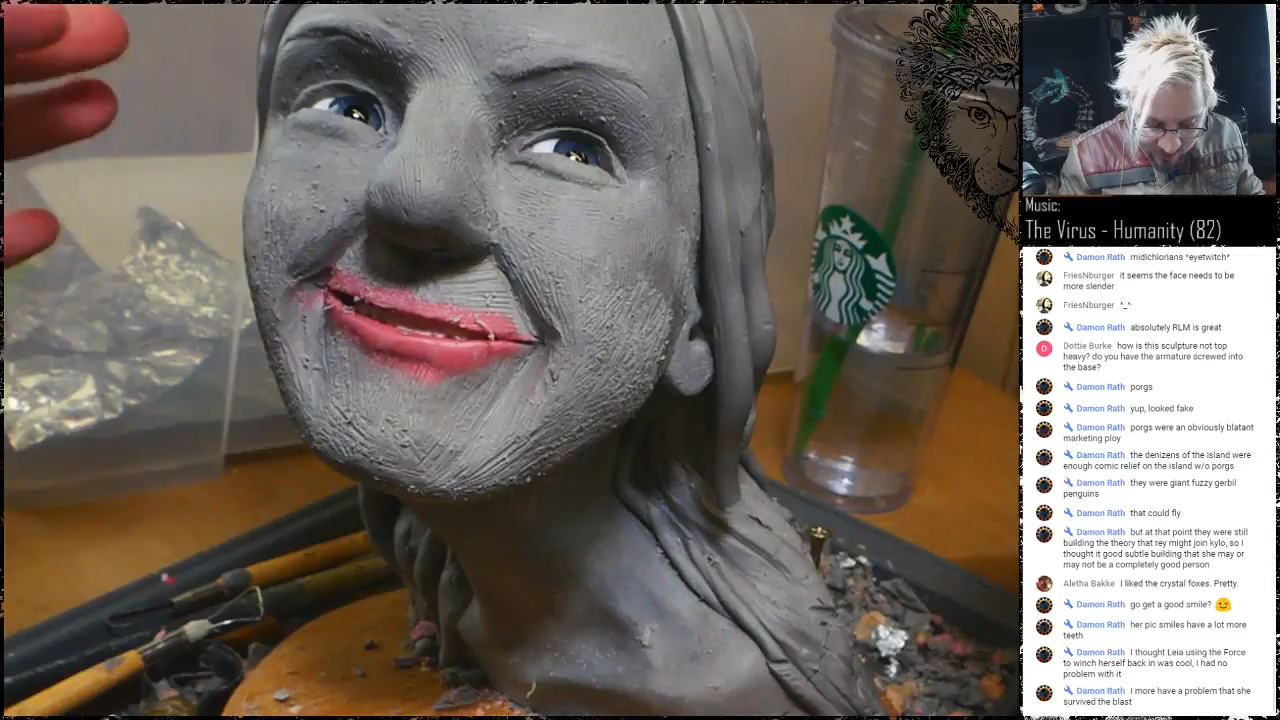 Music:
The Virus - Humanity (82)
Damon Rath midichlorians *eyetwitch*
FriesNburger it seems the face needs to be
more slender
FriesNburger ^_^
Damon Rath absolutely RLM is great
Dottie Burke how is this sculpture not top
heavy? do you have the armature screwed into
the base?
D
Damon Rath porgs
Damon Rath yup, looked fake
Damon Rath porgs were an obviously blatant
marketing ploy
Damon Rath the denizens of the island were
enough comic relief on the island w/o porgs
Damon Rath they were giant fuzzy gerbil
penguins
Damon Rath that could fly
Damon Rath but at that point they were still
building the theory that rey might join kylo, so I
thought it good subtle building that she may or
may not be a completely good person
Aletha Bakke I liked the crystal foxes. Pretty.
Damon Rath go get a good smile? 🤗
Damon Rath her pic smiles have a lot more
teeth
Damon Rath I thought Leia using the Force
to winch herself back in was cool, I had no
problem with it
Damon Rath I more have a problem that she
survived the blast